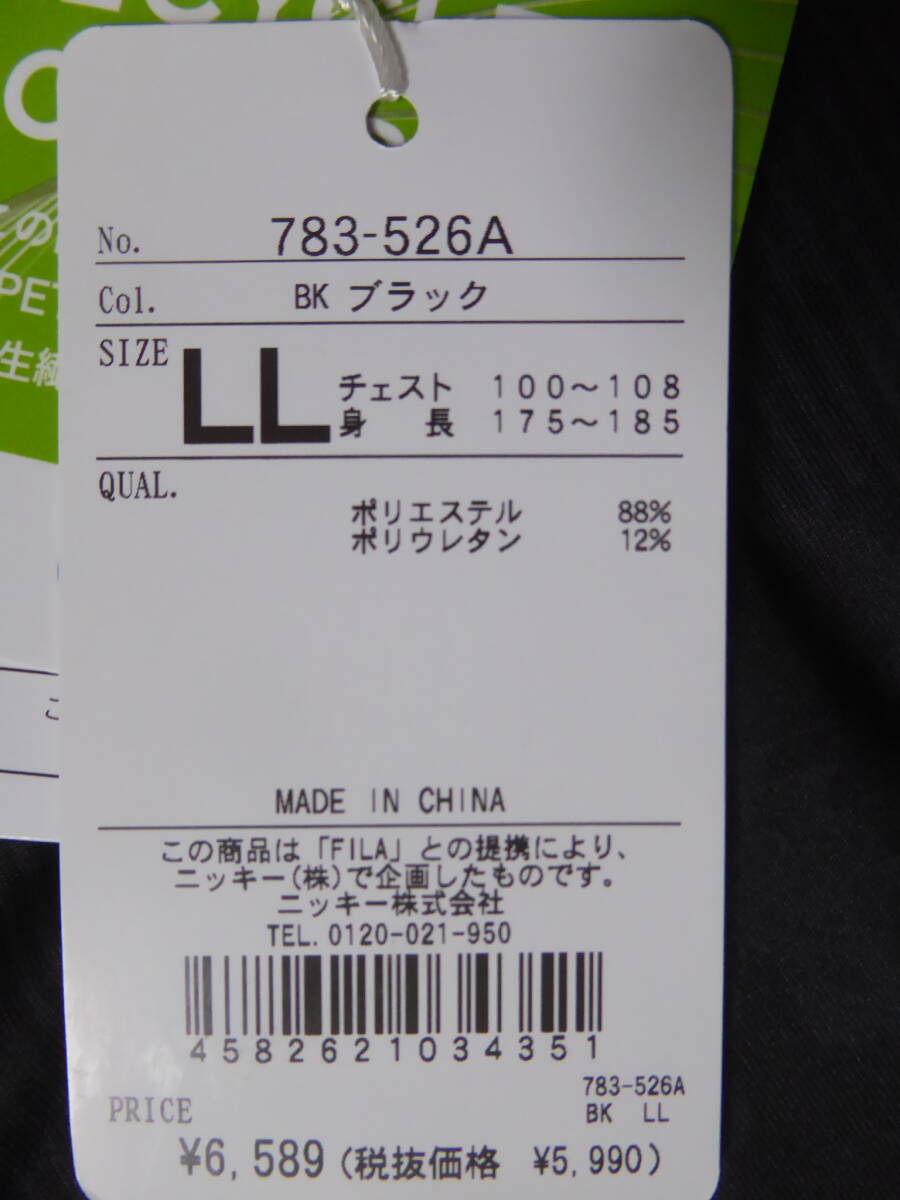 No. 783-526A
Col. BK ブラック
SIZE LL チェスト 100~108
身長 175~185
QUAL.
ポリエステル 88%
ポリウレタン 12%
MADE IN CHINA
この商品は「FILA」との提携により、
ニッキー(株)で企画したものです。
ニッキー株式会社
TEL. 0120-021-950
4582621034351
783-526A
BK LL
PRICE
¥6,589 (税抜価格 ¥5,990)
PET